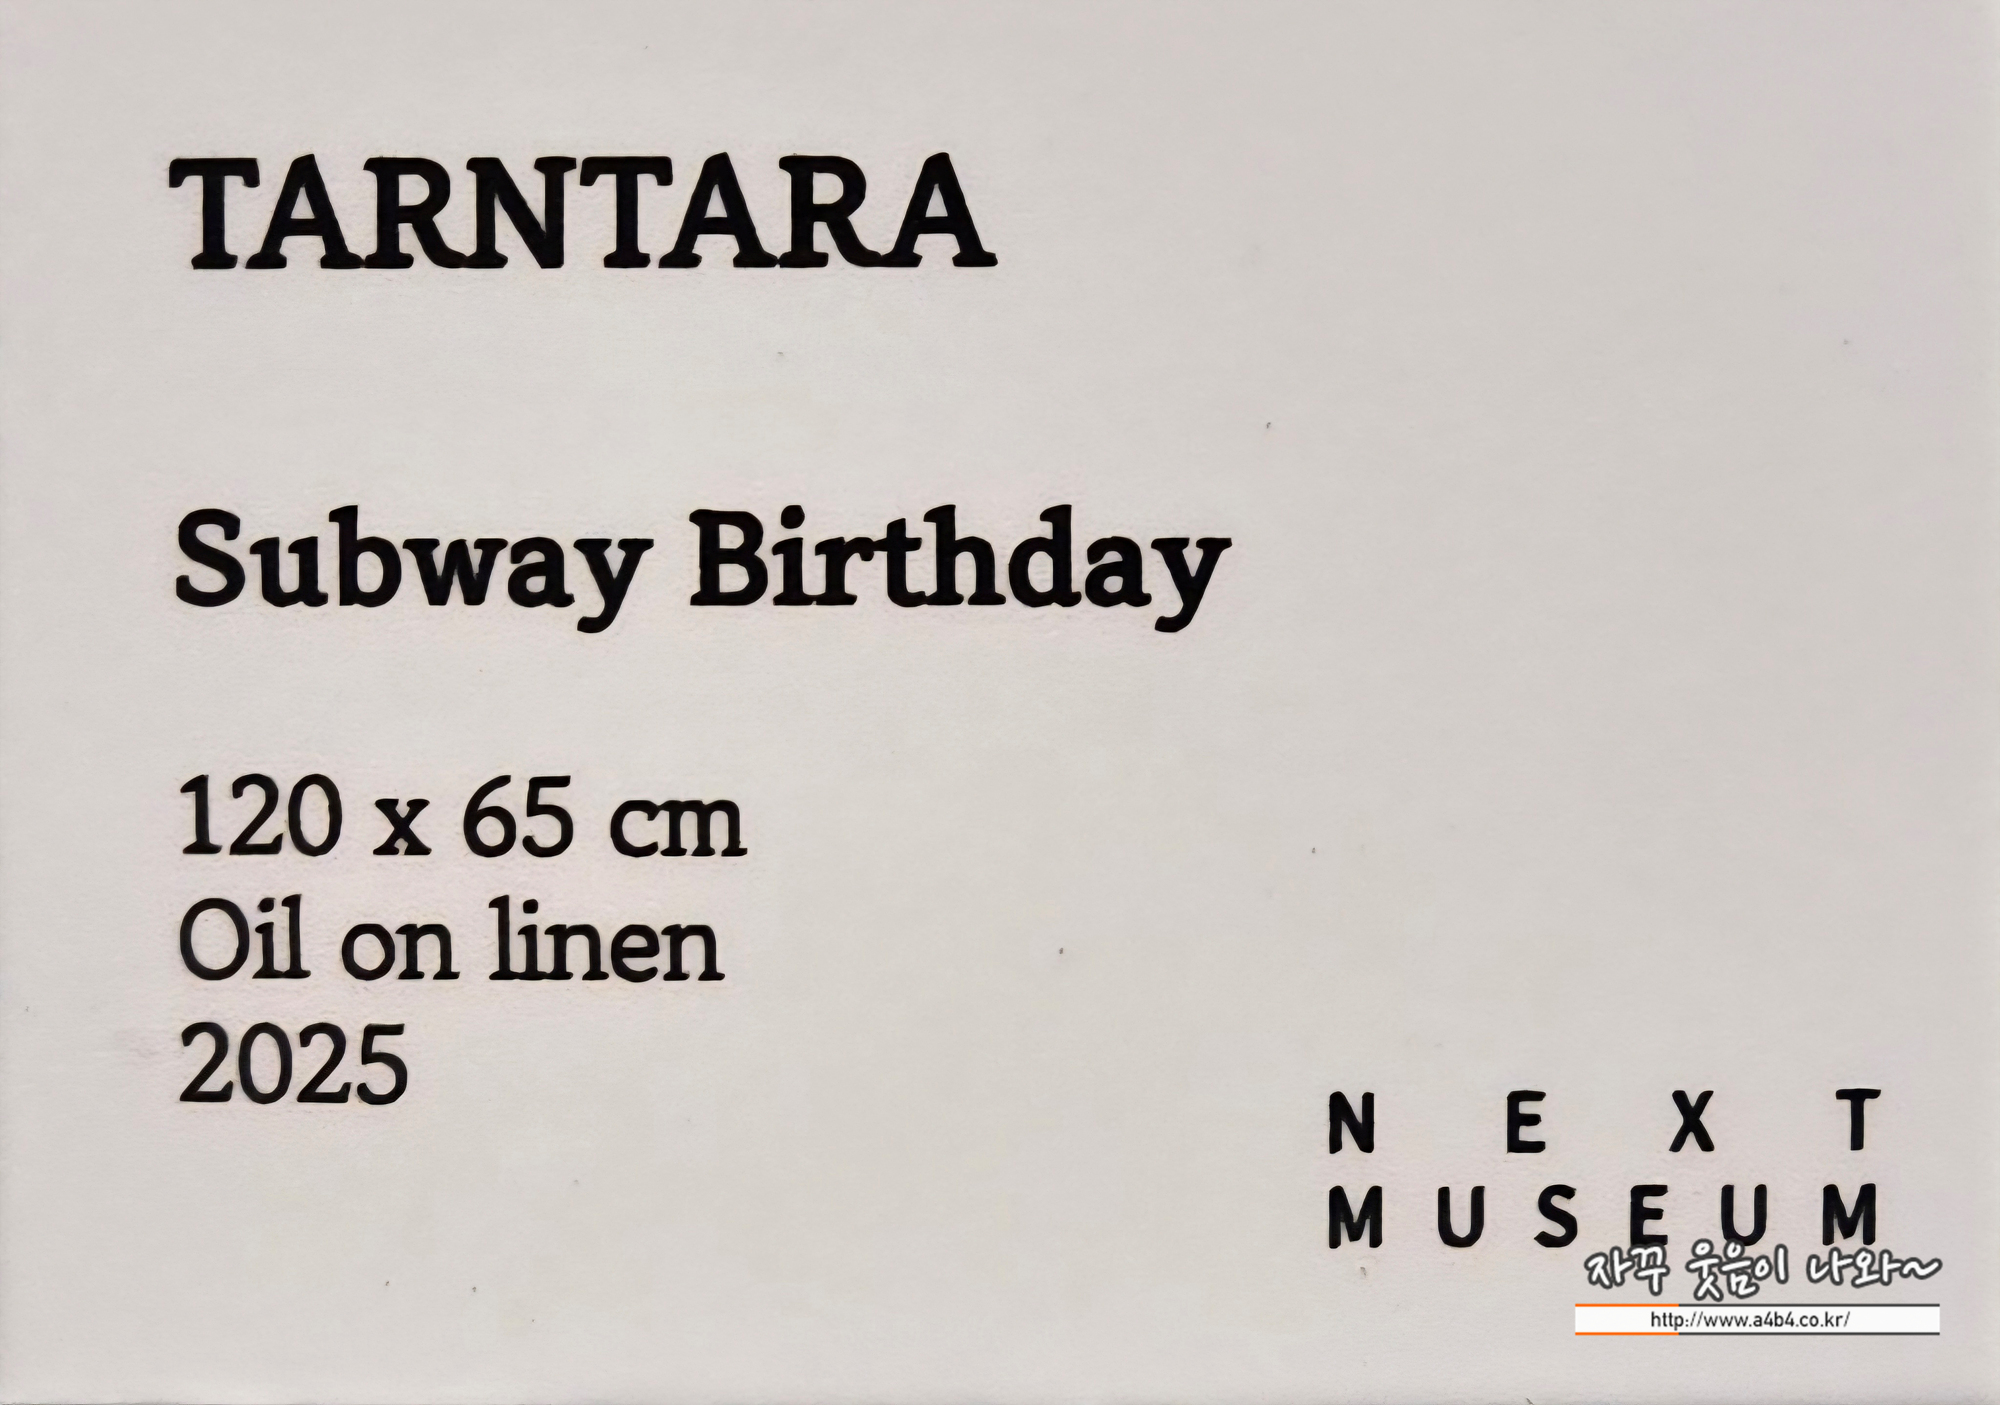 TARNTARA
Subway Birthday
120 x 65 cm
Oil on linen
2025
N E X T
M U S E U M
자꾸 웃음이 나와~
http://www.a4b4.co.kr/